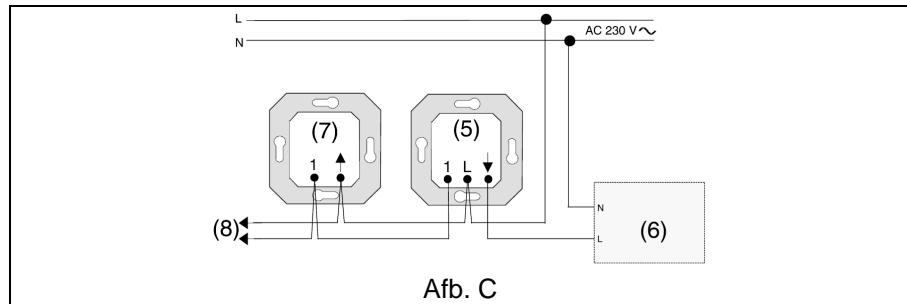 L
AC 230 V～
N
(7)
(5)
1
1 L
N
(8)
L
(6)
Afb. C